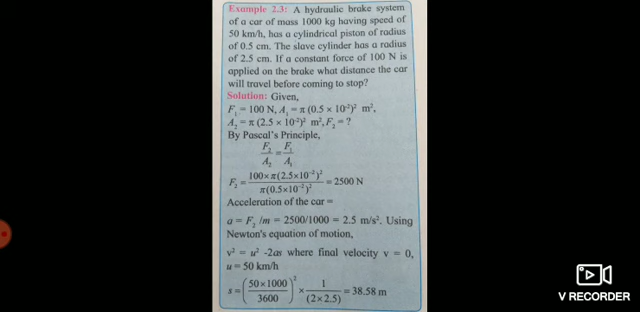 Example 2.3: A hydraulic brake system
of a car of mass 1000 kg having speed of
50 km/h, has a cylindrical piston of radius
of 0.5 cm. The slave cylinder has a radius
of 2.5 cm. If a constant force of 100 N is
applied on the brake what distance the car
will travel before coming to stop?
Solution: Given,
F₁ = 100 N, A₁ = π (0.5 × 10⁻²)² m²,
A₂ = π (2.5 × 10⁻²)² m², F₂ = ?
By Pascal's Principle,
F₂/A₂ = F₁/A₁
F₂ = 100×π(2.5×10⁻²)²/π(0.5×10⁻²)² = 2500 N
Acceleration of the car =
a = F₂ /m = 2500/1000 = 2.5 m/s². Using
Newton's equation of motion,
v² = u² -2as where final velocity v = 0,
u = 50 km/h
s = (50×1000/3600)² × 1/(2×2.5) = 38.58 m
V RECORDER